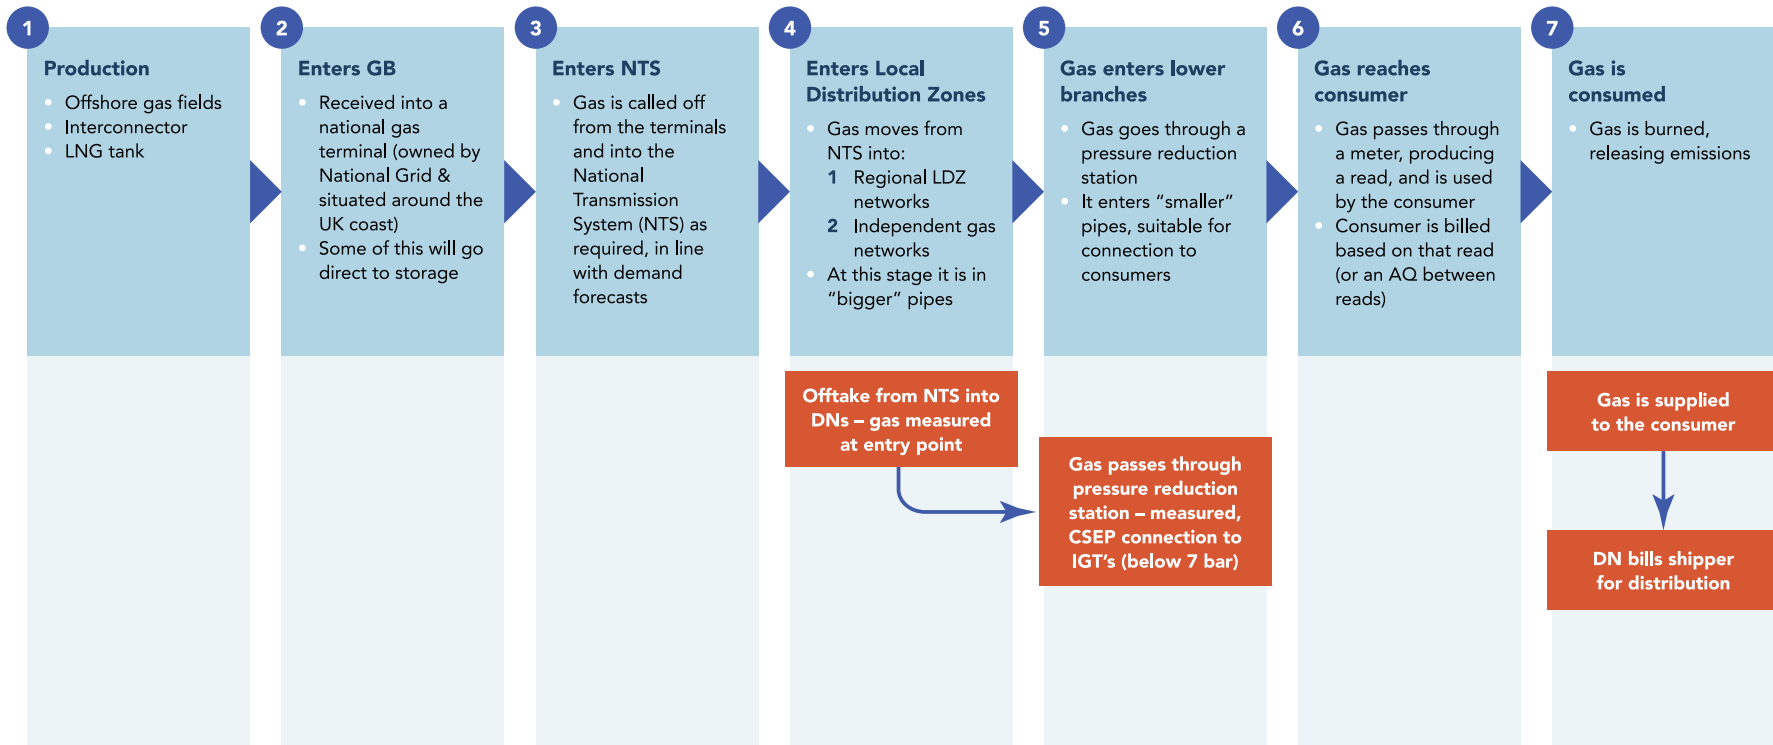 1
Production
• Offshore gas fields
• Interconnector
• LNG tank
2
Enters GB
• Received into a
national gas
terminal (owned by
National Grid &
situated around the
UK coast)
• Some of this will go
direct to storage
3
Enters NTS
• Gas is called off
from the terminals
and into the
National
Transmission
System (NTS) as
required, in line
with demand
forecasts
4
Enters Local
Distribution Zones
• Gas moves from
NTS into:
1 Regional LDZ
networks
2 Independent gas
networks
• At this stage it is in
“bigger” pipes
5
Gas enters lower
branches
• Gas goes through a
pressure reduction
station
• It enters “smaller”
pipes, suitable for
connection to
consumers
6
Gas reaches
consumer
• Gas passes through
a meter, producing
a read, and is used
by the consumer
• Consumer is billed
based on that read
(or an AQ between
reads)
7
Gas is
consumed
• Gas is burned,
releasing emissions
Offtake from NTS into
DNs – gas measured
at entry point
Gas passes through
pressure reduction
station – measured,
CSEP connection to
IGT’s (below 7 bar)
Gas is supplied
to the consumer
DN bills shipper
for distribution